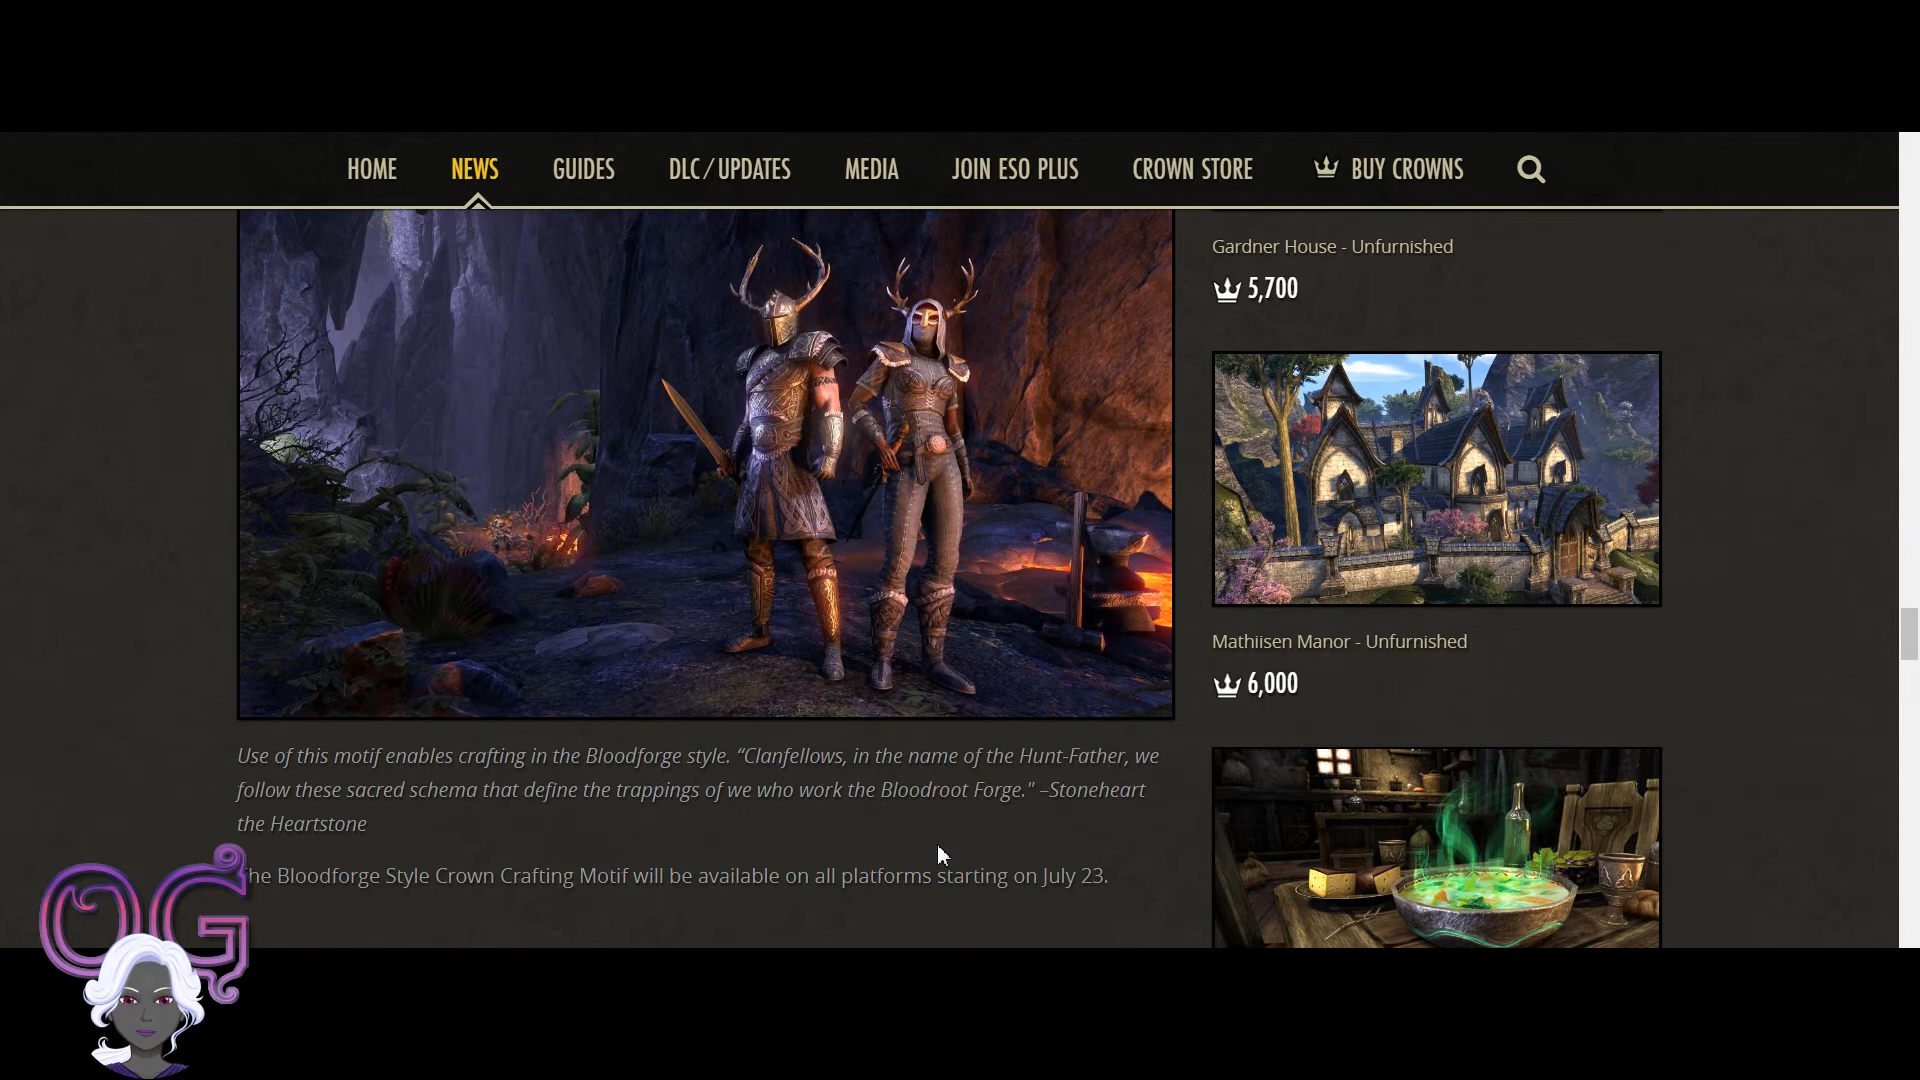 HOME NEWS GUIDES DLC / UPDATES MEDIA JOIN ESO PLUS CROWN STORE BUY CROWNS
Gardner House - Unfurnished
5,700
Mathiisen Manor - Unfurnished
6,000
Use of this motif enables crafting in the Bloodforge style. “Clanfellows, in the name of the Hunt-Father, we
follow these sacred schema that define the trappings of we who work the Bloodroot Forge." –Stoneheart
the Heartstone
The Bloodforge Style Crown Crafting Motif will be available on all platforms starting on July 23.
OG